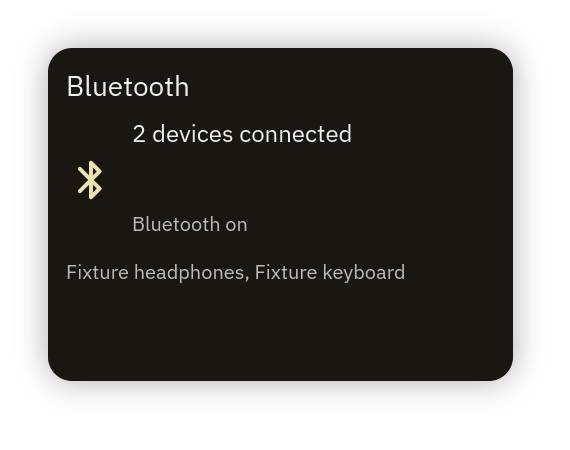 Bluetooth
2 devices connected
Bluetooth on
Fixture headphones, Fixture keyboard